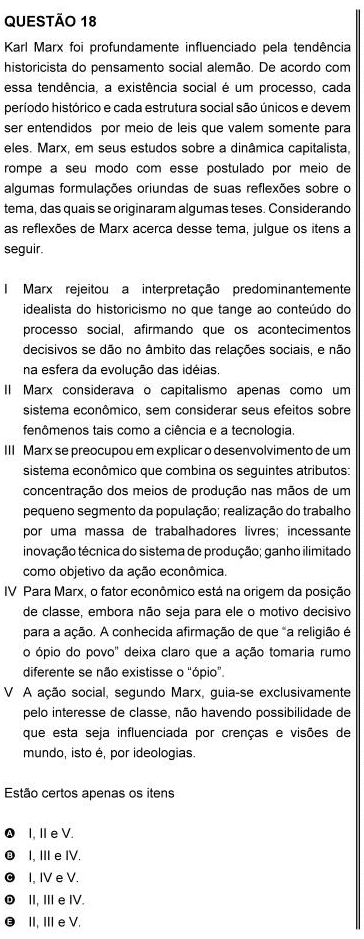 QUESTÃO 18
Karl Marx foi profundamente influenciado pela tendência
historicista do pensamento social alemão. De acordo com
essa tendência, a existência social é um processo, cada
período histórico e cada estrutura social são únicos e devem
ser entendidos por meio de leis que valem somente para
eles. Marx, em seus estudos sobre a dinâmica capitalista,
rompe a seu modo com esse postulado por meio de
algumas formulações oriundas de suas reflexões sobre o
tema, das quais se originaram algumas teses. Considerando
as reflexões de Marx acerca desse tema, julgue os itens a
seguir.
I Marx rejeitou a interpretação predominantemente
idealista do historicismo no que tange ao conteúdo do
processo social, afirmando que os acontecimentos
decisivos se dão no âmbito das relações sociais, e não
na esfera da evolução das idéias.
II Marx considerava o capitalismo apenas como um
sistema econômico, sem considerar seus efeitos sobre
fenômenos tais como a ciência e a tecnologia.
III Marx se preocupou em explicar o desenvolvimento de um
sistema econômico que combina os seguintes atributos:
concentração dos meios de produção nas mãos de um
pequeno segmento da população; realização do trabalho
por uma massa de trabalhadores livres; incessante
inovação técnica do sistema de produção; ganho ilimitado
como objetivo da ação econômica.
IV Para Marx, o fator econômico está na origem da posição
de classe, embora não seja para ele o motivo decisivo
para a ação. A conhecida afirmação de que “a religião é
o ópio do povo” deixa claro que a ação tomaria rumo
diferente se não existisse o “ópio”.
V A ação social, segundo Marx, guia-se exclusivamente
pelo interesse de classe, não havendo possibilidade de
que esta seja influenciada por crenças e visões de
mundo, isto é, por ideologias.
Estão certos apenas os itens
A I, II e V.
B I, III e IV.
C I, IV e V.
D II, III e IV.
E II, III e V.